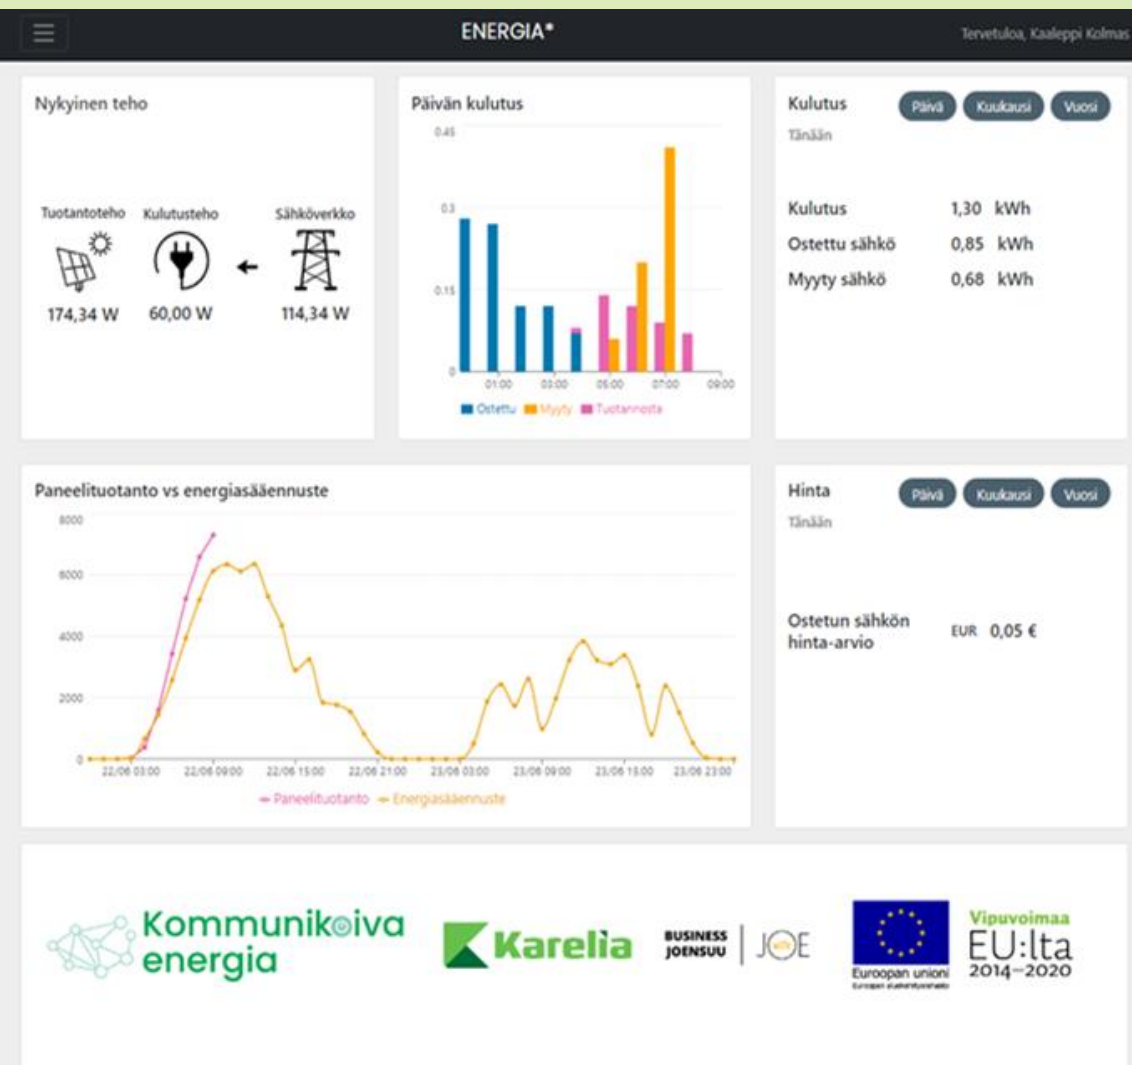 ENERGIA*
Tervetuloa, Kaaleppi Kolmas
Nykyinen teho
Tuotantoteho
Kulutusteho
Sähköverkko
174,34 W
60,00 W
114,34 W
Päivän kulutus
0.45
0.3
0.15
0
01:00 03:00 05:00 07:00 09:00
Ostettu Myyty Tuotannosta
Kulutus
Päivä Kuukausi Vuosi
Tänään
Kulutus 1,30 kWh
Ostettu sähkö 0,85 kWh
Myyty sähkö 0,68 kWh
Paneelituotanto vs energiasääennuste
8000
6000
4000
2000
0
22/06 03:00 22/06 09:00 22/06 15:00 22/06 21:00 23/06 03:00 23/06 09:00 23/06 15:00 23/06 23:00
Paneelituotanto Energiasääennuste
Hinta
Päivä Kuukausi Vuosi
Tänään
Ostetun sähkön
hinta-arvio
EUR 0,05 €
Kommunikoiva
energia
Karelia
BUSINESS
JOENSUU
JOE
Euroopan unioni
Euroopan aluekehitysrahasto
Vipuvoimaa
EU:lta
2014–2020